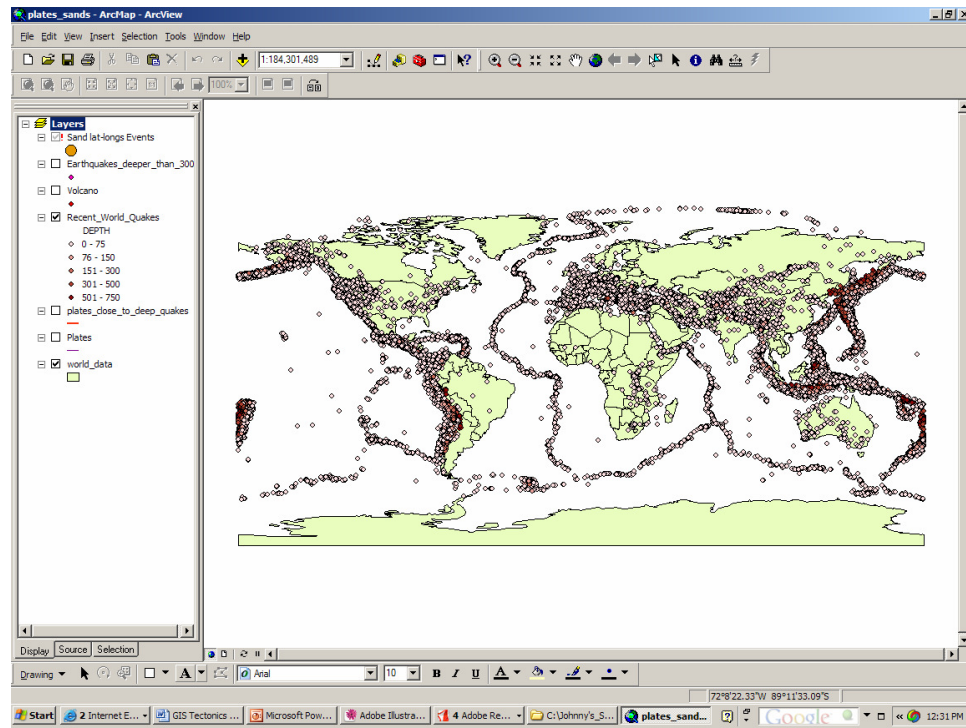 plates_sands - ArcMap - ArcView
File Edit View Insert Selection Tools Window Help
1:184,301,489
100%
Layers
Sand lat-longs Events
Earthquakes_deeper_than_300
Volcano
Recent_World_Quakes
DEPTH
0 - 75
76 - 150
151 - 300
301 - 500
501 - 750
plates_close_to_deep_quakes
Plates
world_data
Display Source Selection
Drawing A Arial 10 B I U A
72°8'22.33"W 89°11'33.09"S
Start 2 Internet E... GIS Tectonics ... Microsoft Pow... Adobe Illustra... 4 Adobe Re... C:\Johnny's_S... plates_sand... Google 12:31 PM